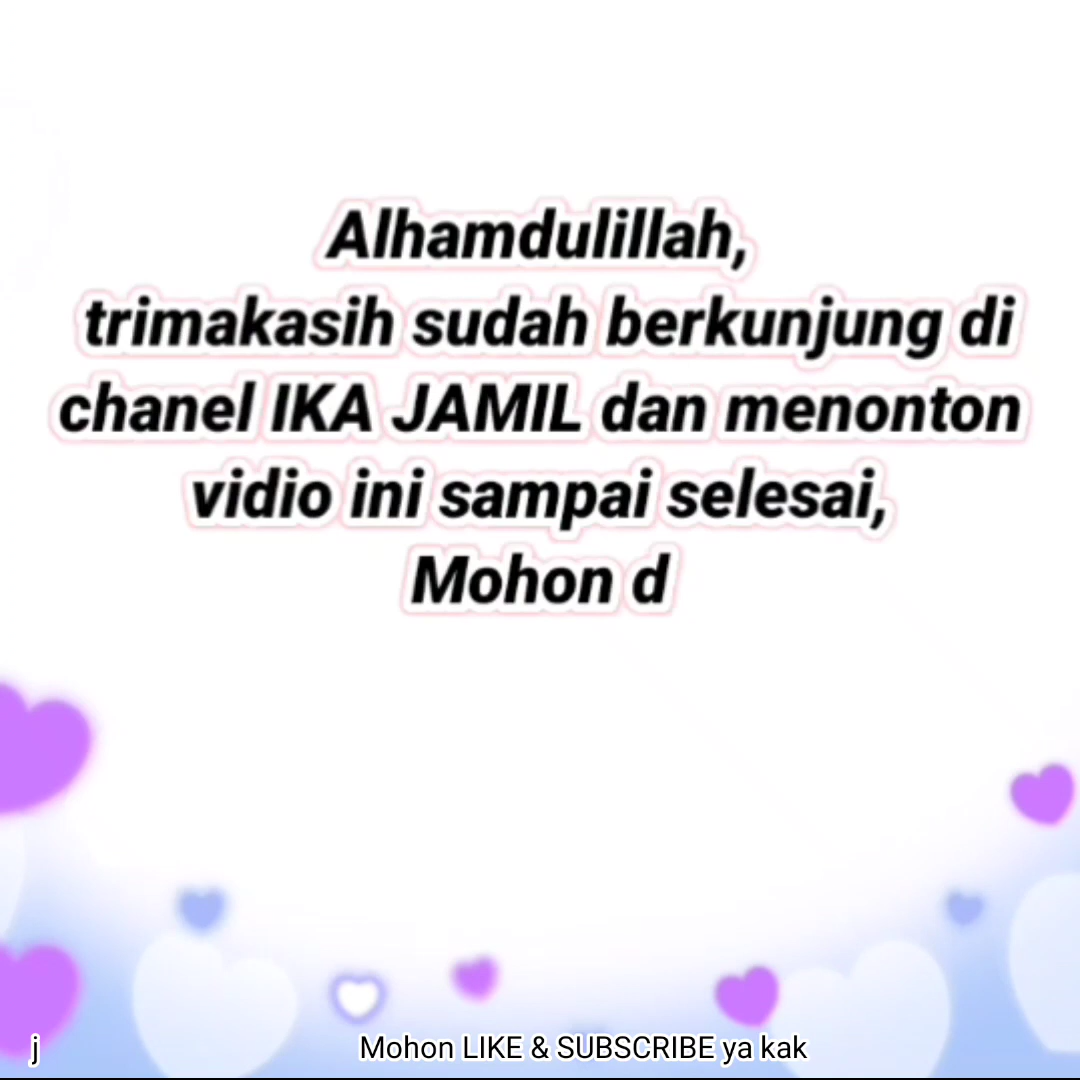 Alhamdulillah,
trimakasih sudah berkunjung di
chanel IKA JAMIL dan menonton
vidio ini sampai selesai,
Mohon d
j
Mohon LIKE & SUBSCRIBE ya kak